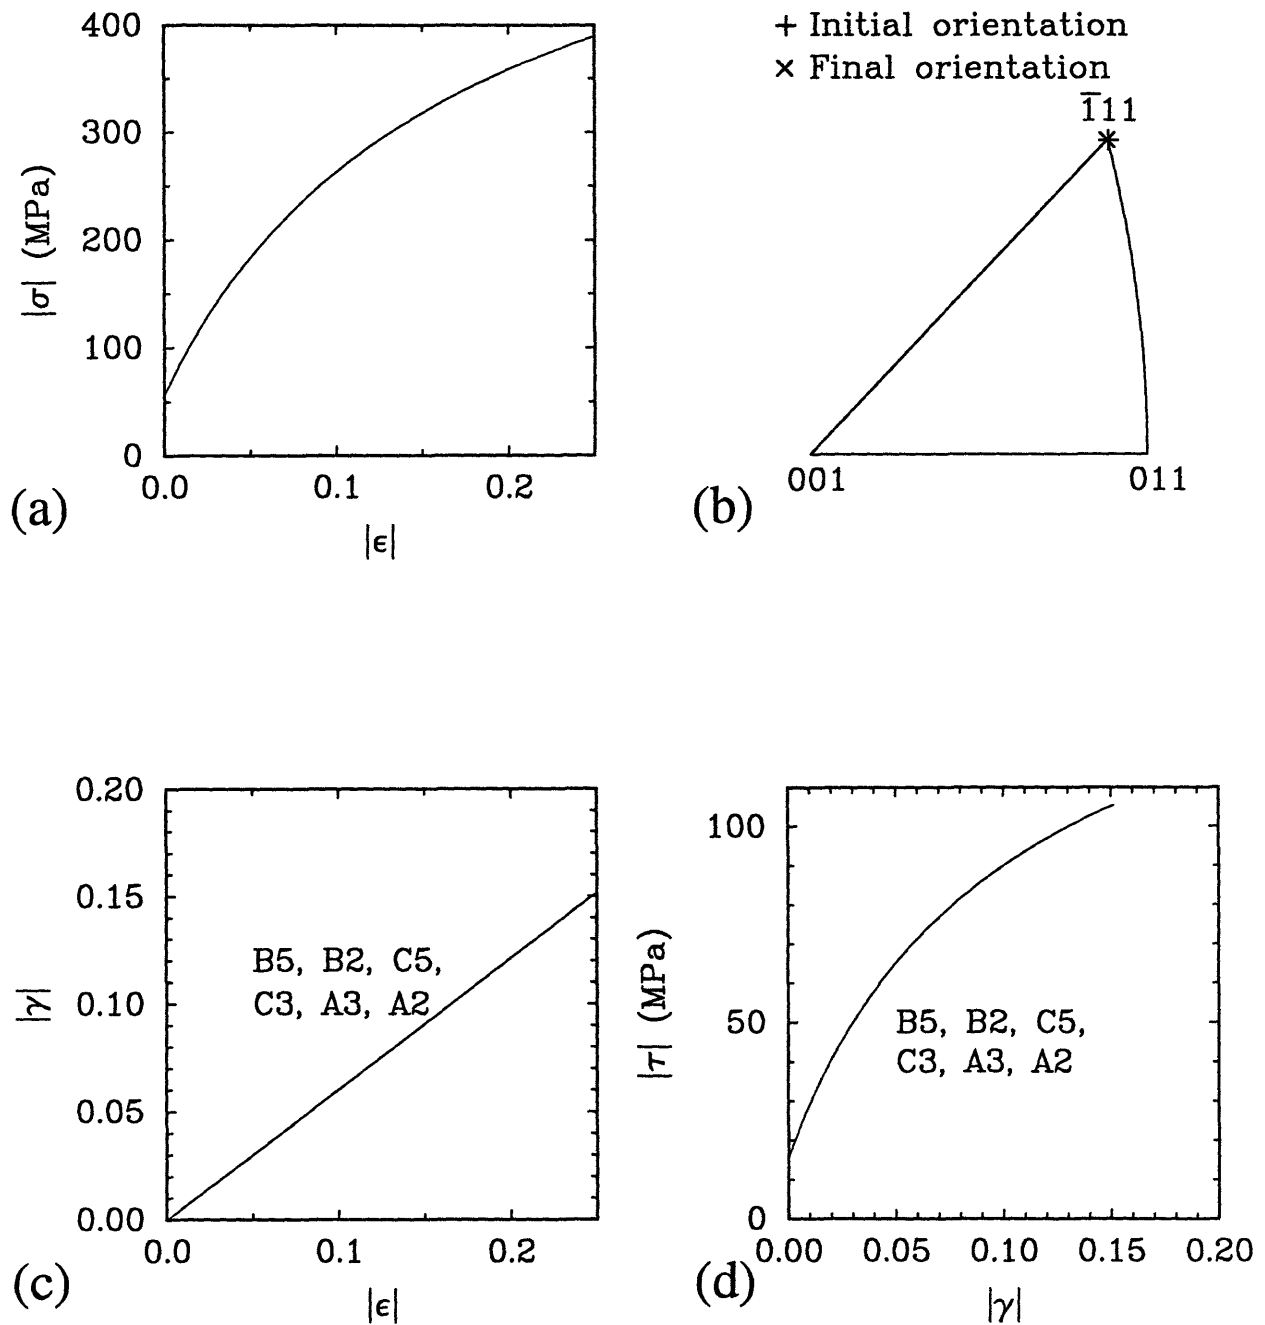 400
300
200
100
0
|σ| (MPa)
0.0 0.1 0.2
|ϵ|
(a)
+ Initial orientation
× Final orientation
1̅11
001 011
(b)
0.20
0.15
0.10
0.05
0.00
|γ|
B5, B2, C5,
C3, A3, A2
0.0 0.1 0.2
|ϵ|
(c)
100
50
0
|τ| (MPa)
B5, B2, C5,
C3, A3, A2
0.00 0.05 0.10 0.15 0.20
|γ|
(d)